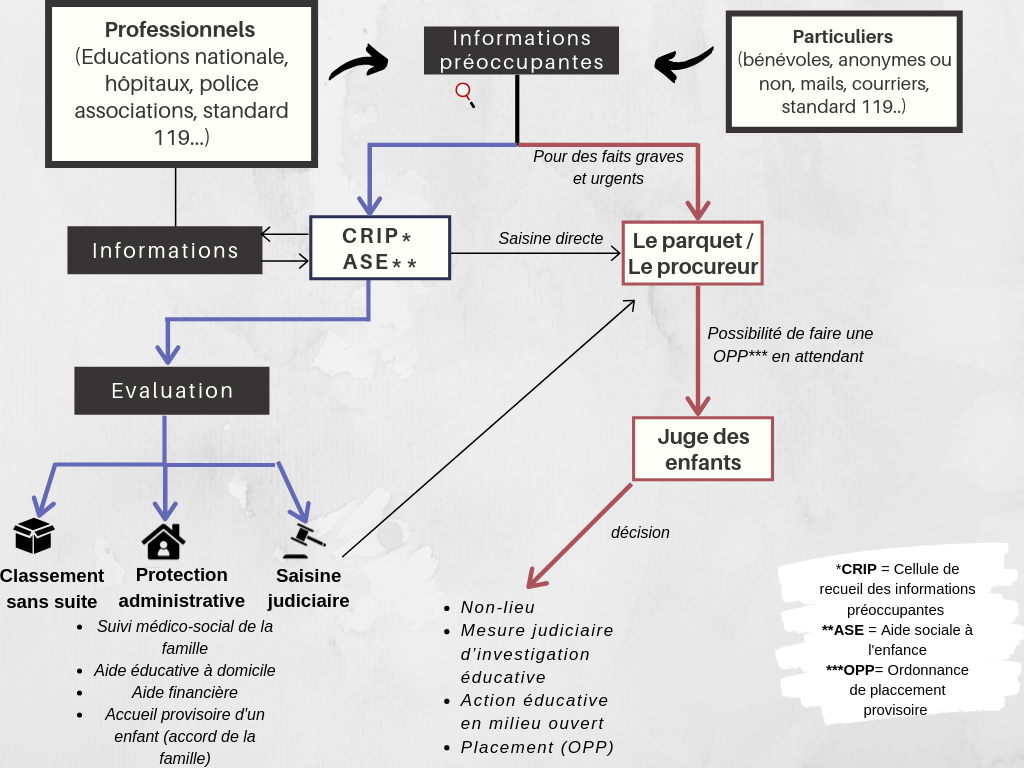 Professionnels
(Educations nationale,
hôpitaux, police
associations, standard
119...)
Informations
préoccupantes
Particuliers
(bénévoles, anonymes ou
non, mails, courriers,
standard 119..)
Pour des faits graves
et urgents
Informations
CRIP*
ASE**
Saisine directe
Le parquet /
Le procureur
Possibilité de faire une
OPP*** en attendant
Evaluation
Juge des
enfants
décision
Classement
sans suite
Protection
administrative
Saisine
judiciaire
• Suivi médico-social de la
famille
• Aide éducative à domicile
• Aide financière
• Accueil provisoire d'un
enfant (accord de la
famille)
• Non-lieu
• Mesure judiciaire
d'investigation
éducative
• Action éducative
en milieu ouvert
• Placement (OPP)
*CRIP = Cellule de
recueil des informations
préoccupantes
**ASE = Aide sociale à
l'enfance
***OPP= Ordonnance
de placcement
provisoire